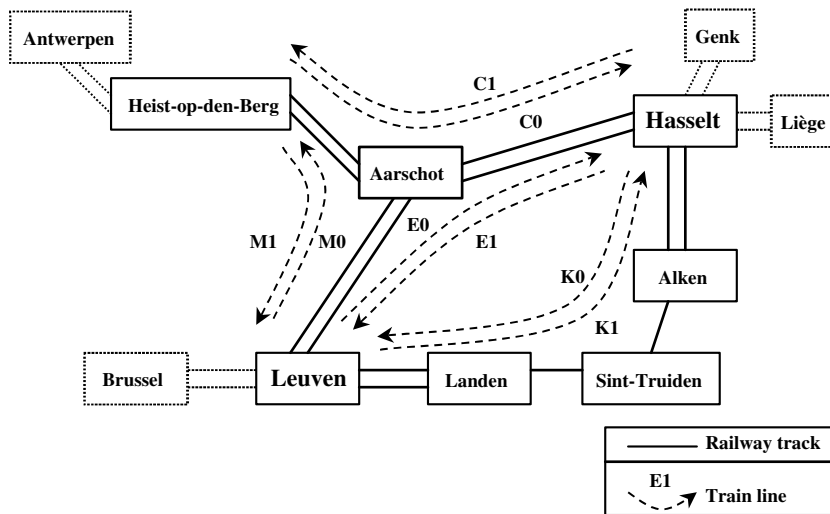 Antwerpen
Genk
C1
Heist-op-den-Berg
C0
Hasselt
Liège
Aarschot
M1
M0
E0
E1
K0
Alken
K1
Brussel
Leuven
Landen
Sint-Truiden
Railway track
E1
Train line